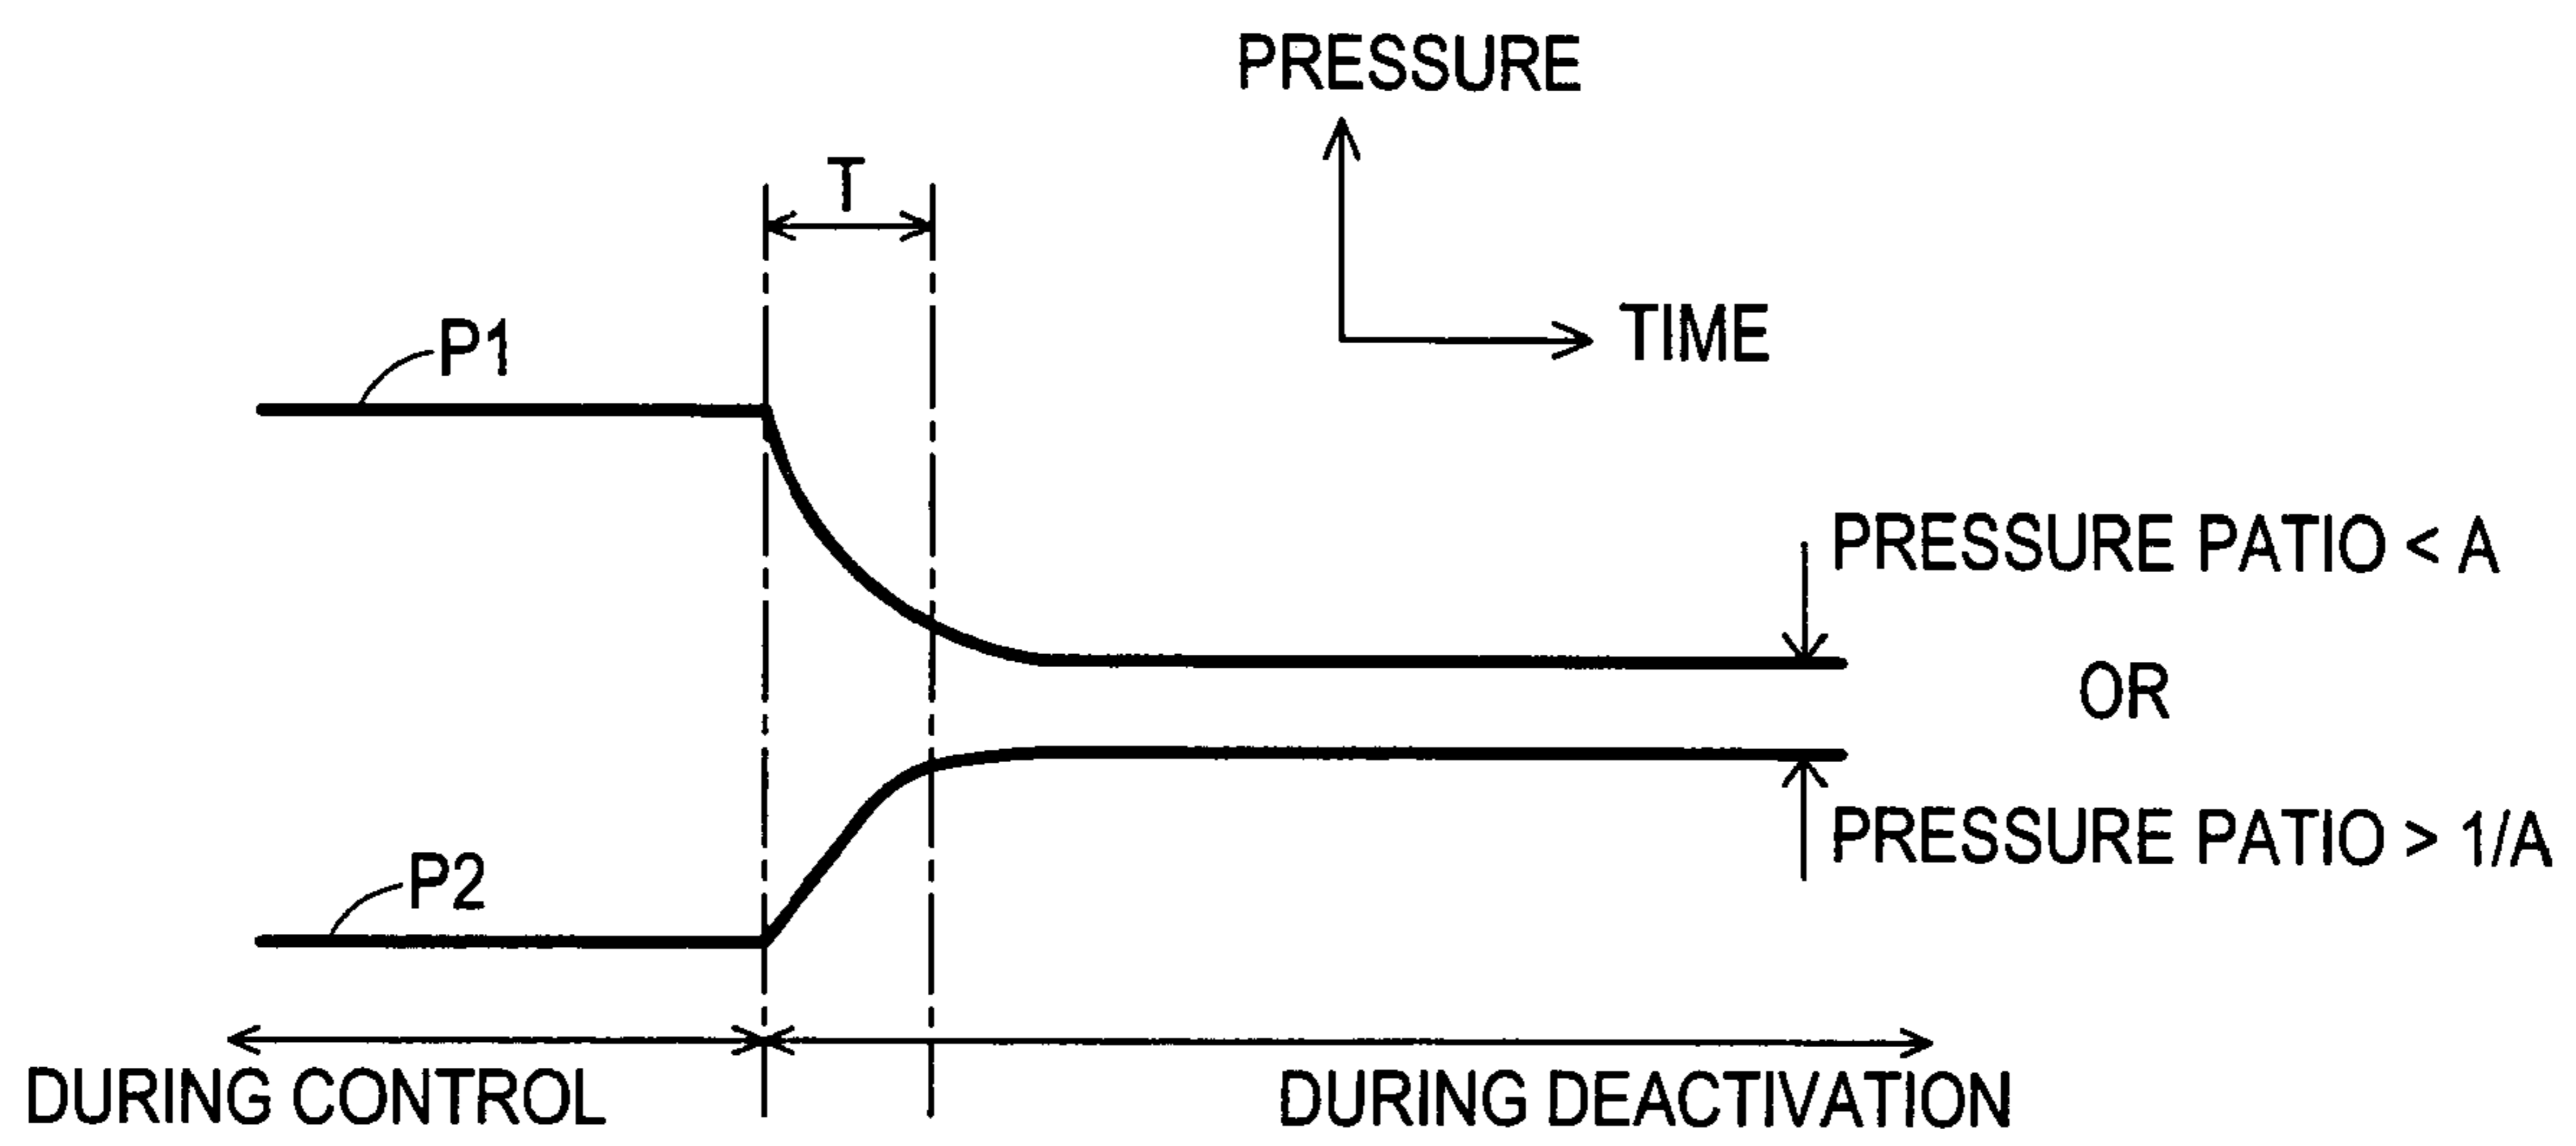 PRESSURE
T
TIME
P1
PRESSURE PATIO < A
OR
PRESSURE PATIO > 1/A
P2
DURING CONTROL
DURING DEACTIVATION